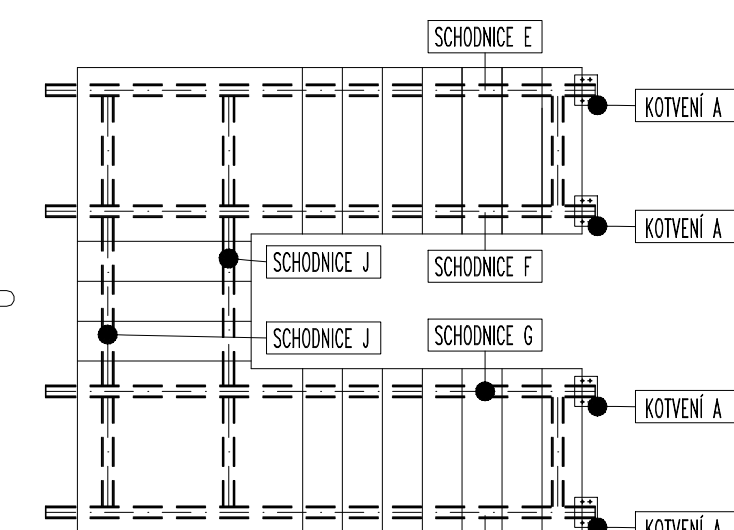 SCHODNICE E
KOTVENÍ A
KOTVENÍ A
SCHODNICE J
SCHODNICE F
SCHODNICE J
SCHODNICE G
KOTVENÍ A
KOTVENÍ A